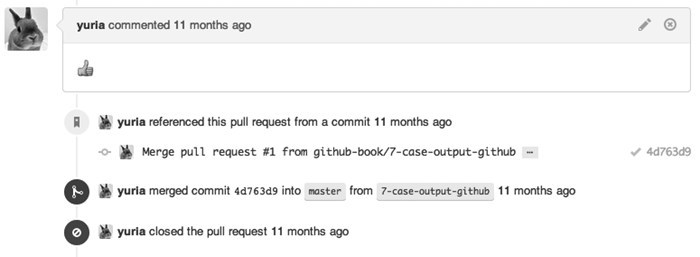 yuria commented 11 months ago
yuria referenced this pull request from a commit 11 months ago
Merge pull request #1 from github-book/7-case-output-github … 4d763d9
yuria merged commit 4d763d9 into master from 7-case-output-github 11 months ago
yuria closed the pull request 11 months ago